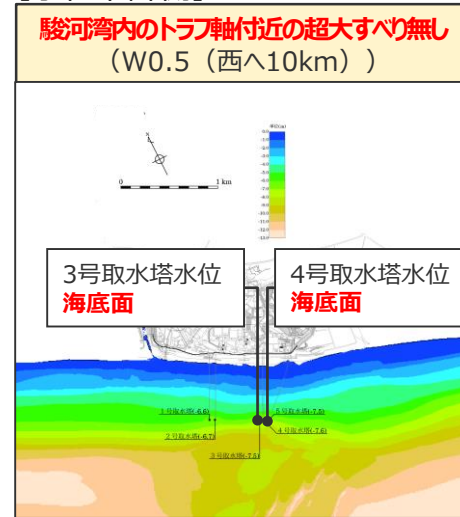 駿河湾内のトラフ軸付近の超大すべり無し
（W0.5（西へ10km））
0
1 km
3号取水塔水位
海底面
4号取水塔水位
海底面
1号取水塔(-6.6)
5号取水塔(-7.8)
2号取水塔(-6.7)
4号取水塔(-7.6)
3号取水塔(-7.5)